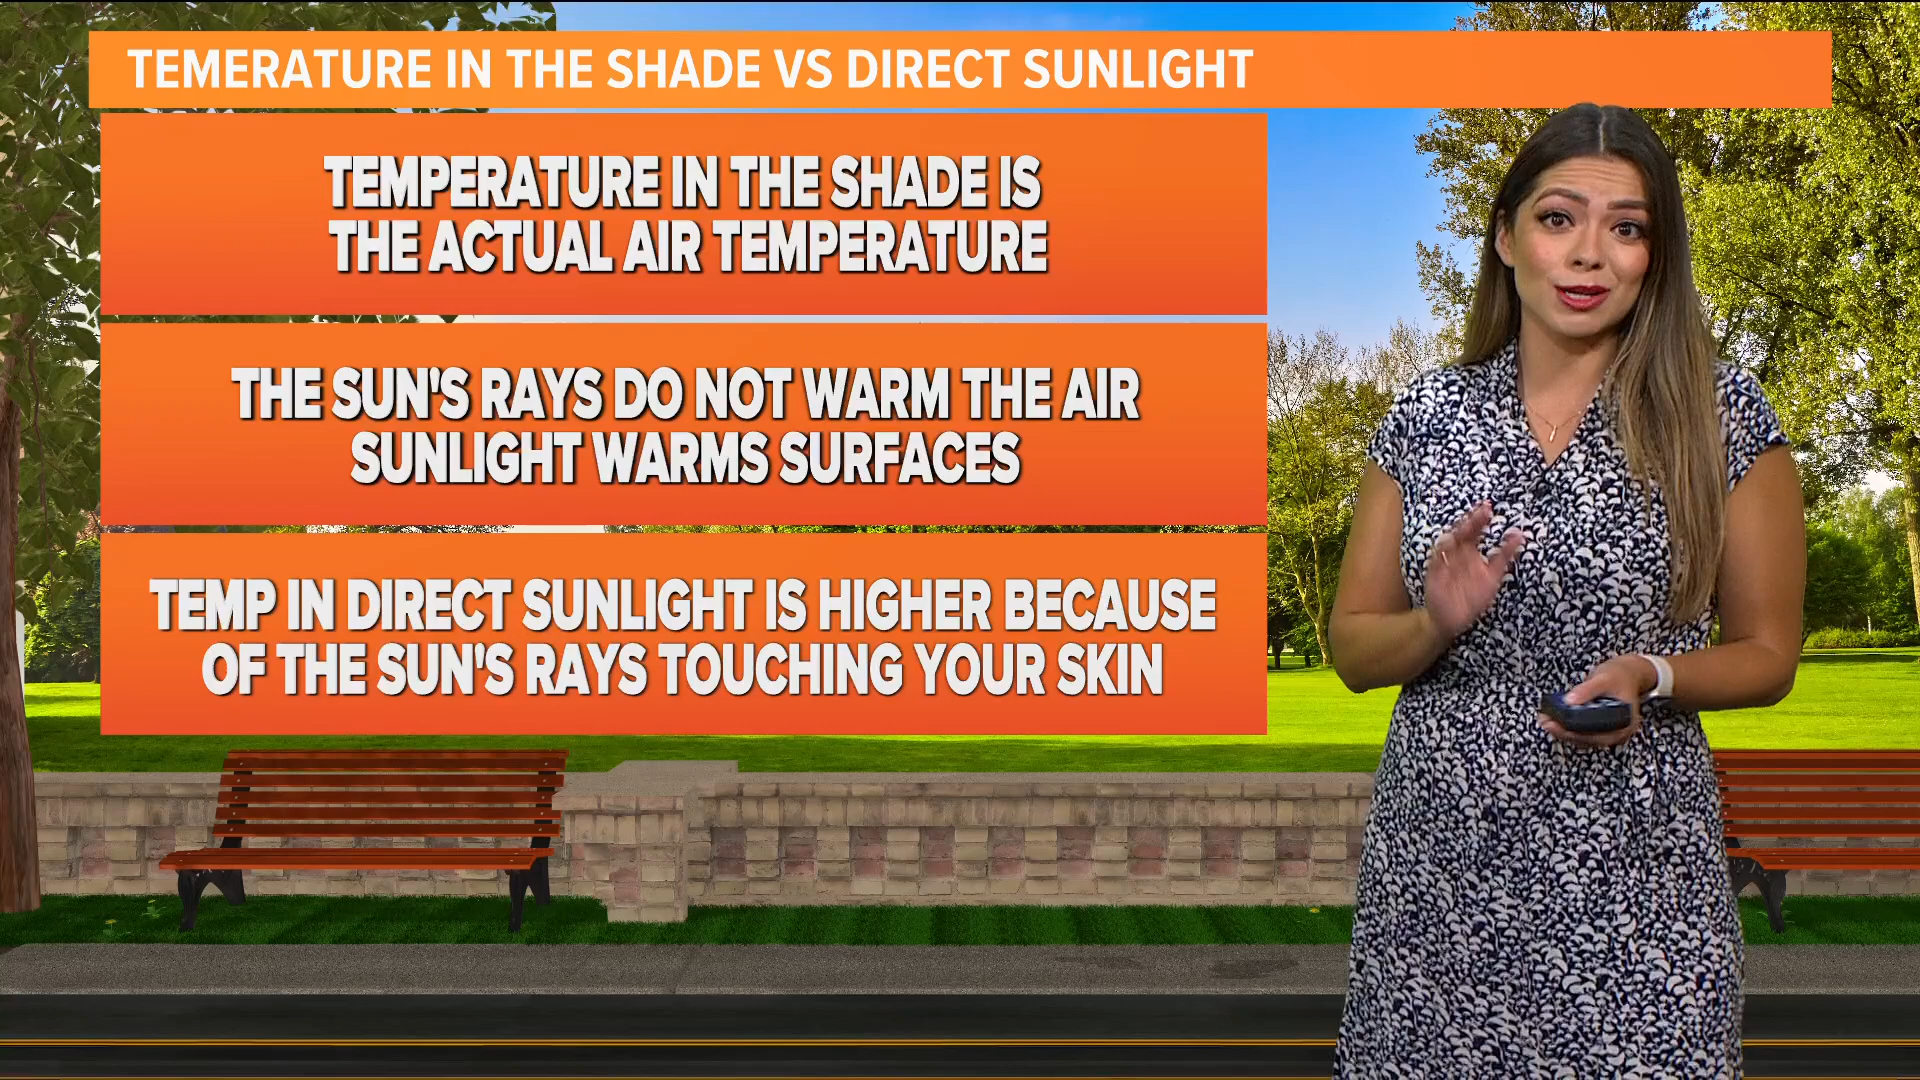 TEMERATURE IN THE SHADE VS DIRECT SUNLIGHT
TEMPERATURE IN THE SHADE IS
THE ACTUAL AIR TEMPERATURE
THE SUN'S RAYS DO NOT WARM THE AIR
SUNLIGHT WARMS SURFACES
TEMP IN DIRECT SUNLIGHT IS HIGHER BECAUSE
OF THE SUN'S RAYS TOUCHING YOUR SKIN